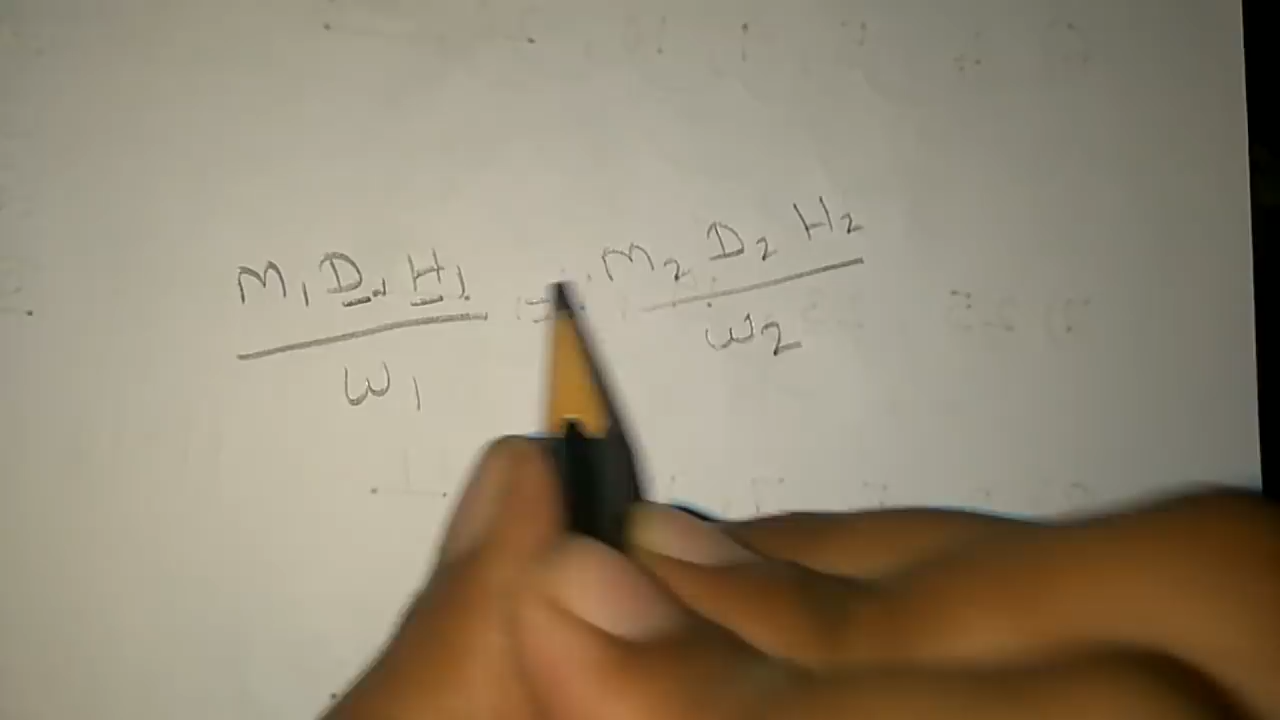 M₁ D₁ H₁ = M₂ D₂ H₂
W₁ W₂